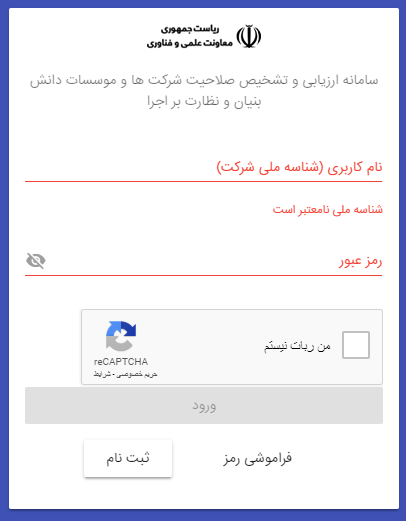 ریاست جمهوری
معاونت علمی و فناوری
سامانه ارزیابی و تشخیص صلاحیت شرکت ها و موسسات دانش
بنیان و نظارت بر اجرا
نام کاربری (شناسه ملی شرکت)
شناسه ملی نامعتبر است
رمز عبور
من ربات نیستم
reCAPTCHA
حریم خصوصی - شرایط
ورود
فراموشی رمز
ثبت نام